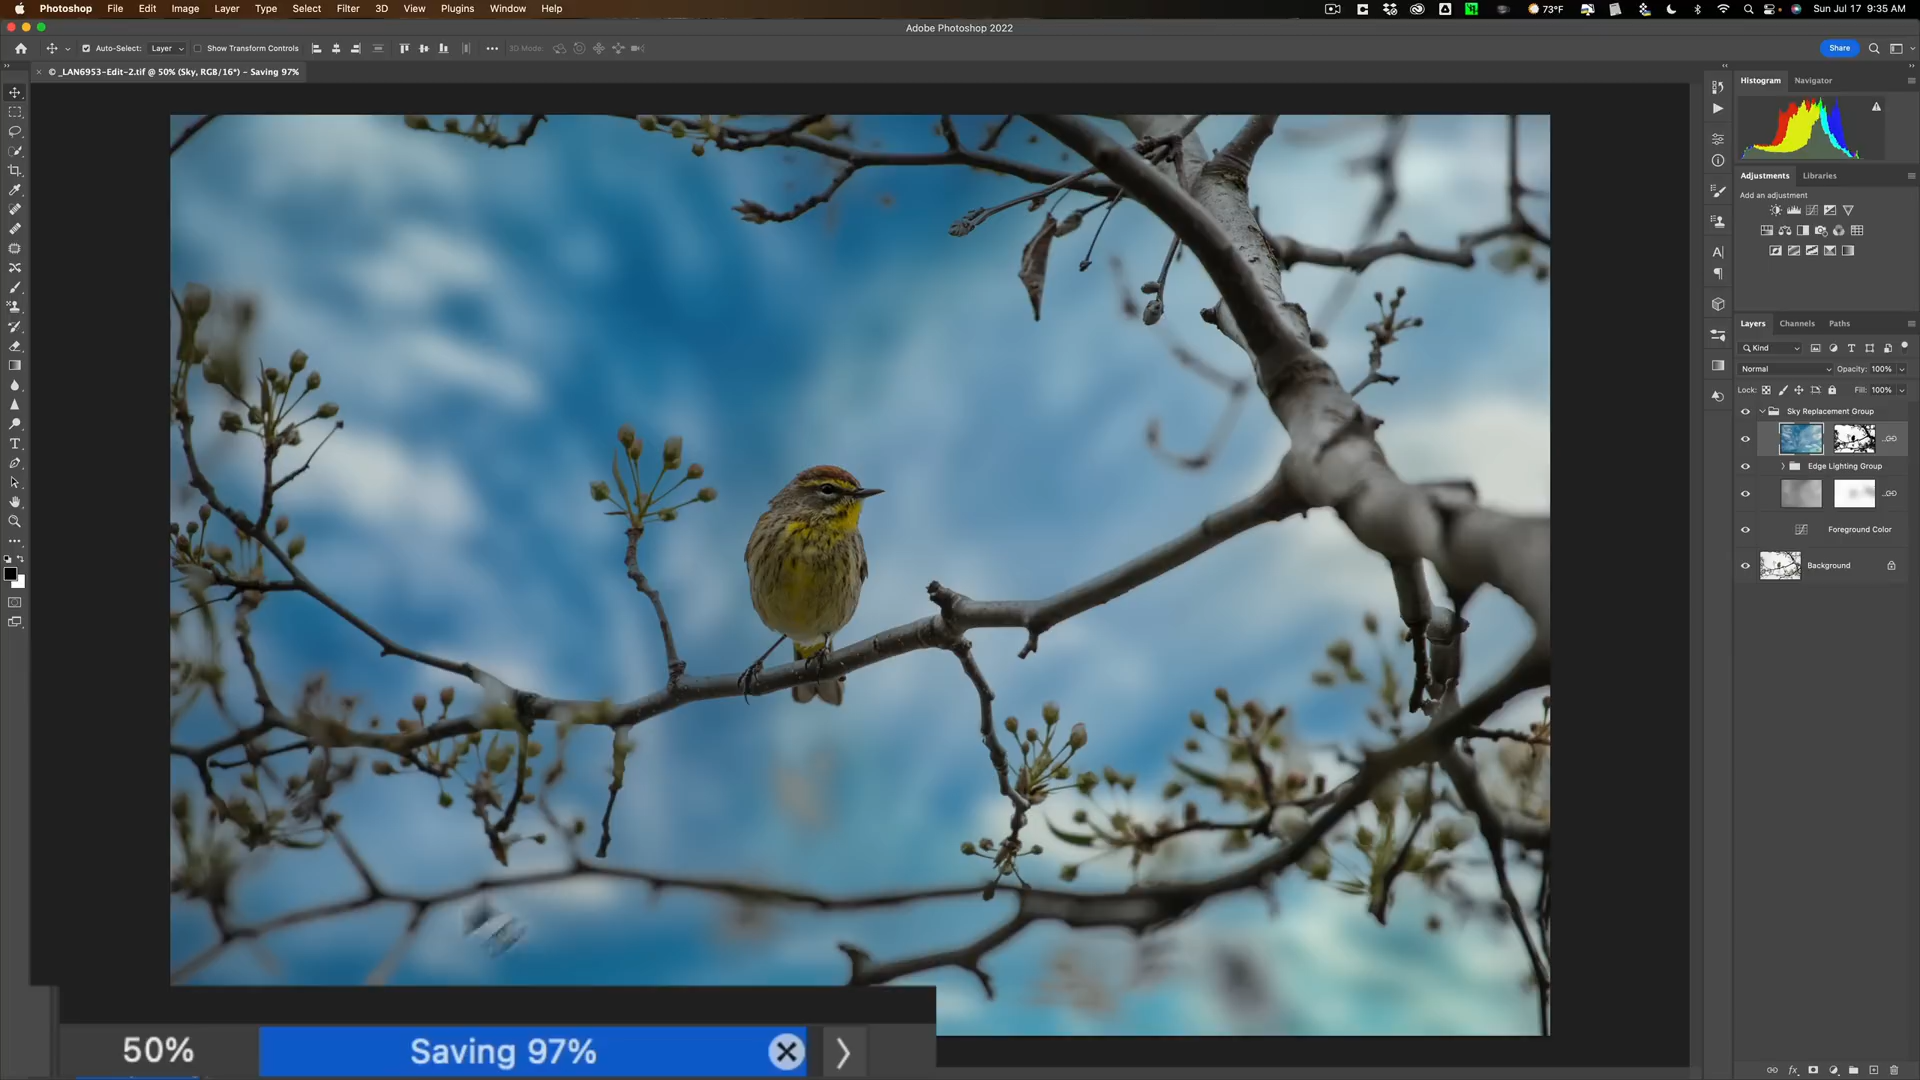 Photoshop File Edit Image Layer Type Select Filter 3D View Plugins Window Help
73°F Sun Jul 17 9:35 AM
Adobe Photoshop 2022
Auto-Select: Layer Show Transform Controls 3D Mode: Share
× © _LAN6953-Edit-2.tif @ 50% (Sky, RGB/16*) – Saving 97%
Histogram Navigator
Adjustments Libraries
Add an adjustment
Layers Channels Paths
Kind
Normal Opacity: 100%
Lock: Fill: 100%
Sky Replacement Group
Edge Lighting Group
Foreground Color
Background
50% Saving 97%